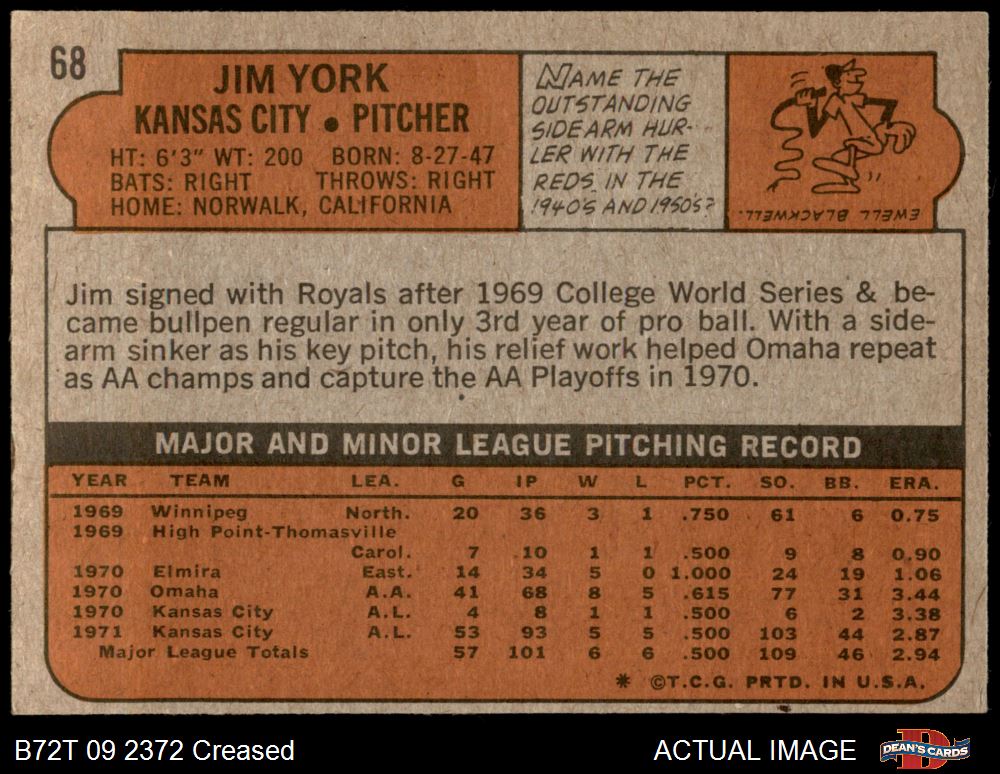 68
JIM YORK
KANSAS CITY • PITCHER
HT: 6'3" WT: 200 BORN: 8-27-47
BATS: RIGHT THROWS: RIGHT
HOME: NORWALK, CALIFORNIA
NAME THE
OUTSTANDING
SIDEARM HUR-
LER WITH THE
REDS IN THE
1940'S AND 1950'S?
EWELL BLACKWELL.
Jim signed with Royals after 1969 College World Series & be-
came bullpen regular in only 3rd year of pro ball. With a side-
arm sinker as his key pitch, his relief work helped Omaha repeat
as AA champs and capture the AA Playoffs in 1970.
MAJOR AND MINOR LEAGUE PITCHING RECORD
YEAR TEAM LEA. G IP W L PCT. SO. BB. ERA.
1969 Winnipeg North. 20 36 3 1 .750 61 6 0.75
1969 High Point-Thomasville
Carol. 7 10 1 1 .500 9 8 0.90
1970 Elmira East. 14 34 5 0 1.000 24 19 1.06
1970 Omaha A.A. 41 68 8 5 .615 77 31 3.44
1970 Kansas City A.L. 4 8 1 1 .500 6 2 3.38
1971 Kansas City A.L. 53 93 5 5 .500 103 44 2.87
Major League Totals 57 101 6 6 .500 109 46 2.94
* ©T.C.G. PRTD. IN U.S.A.
B72T 09 2372 Creased
ACTUAL IMAGE
DEAN'S CARDS